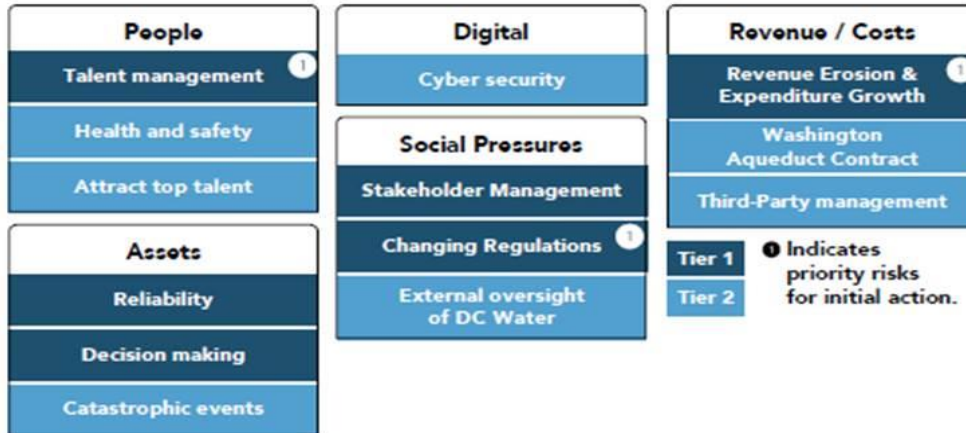 People
Talent management 1
Health and safety
Attract top talent
Assets
Reliability
Decision making
Catastrophic events
Digital
Cyber security
Social Pressures
Stakeholder Management
Changing Regulations 1
External oversight
of DC Water
Revenue / Costs
Revenue Erosion & 1
Expenditure Growth
Washington
Aqueduct Contract
Third-Party management
Tier 1
Tier 2
1 Indicates
priority risks
for initial action.